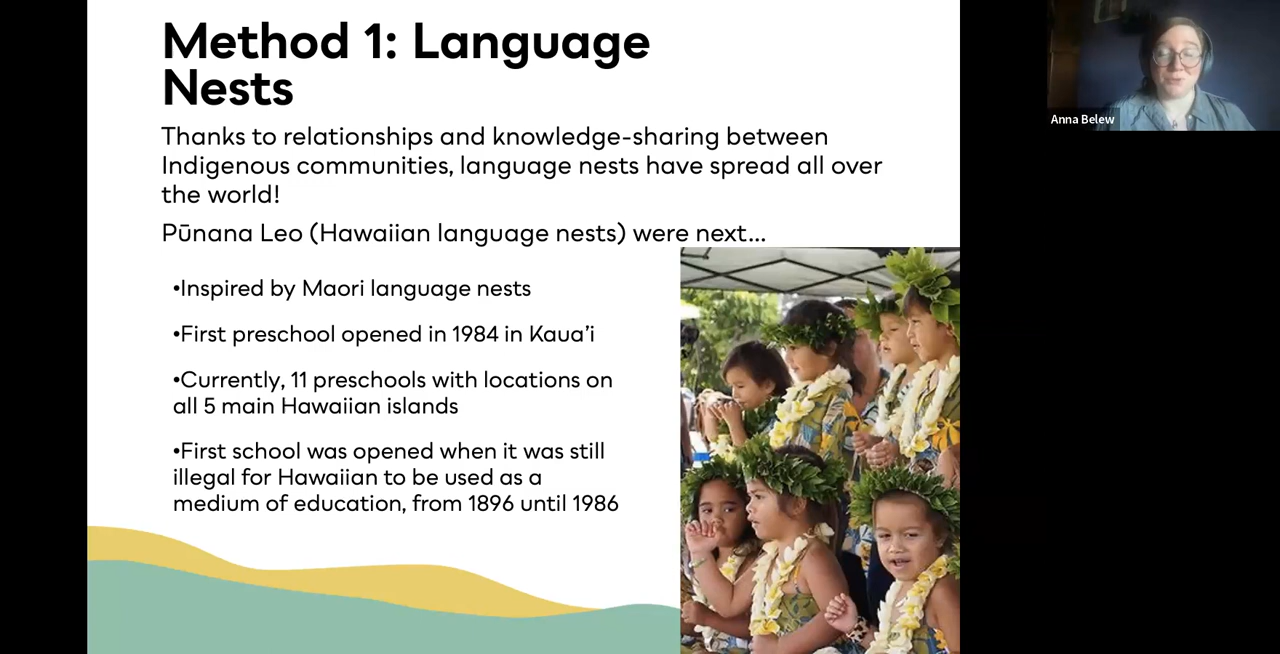 Method 1: Language
Nests
Thanks to relationships and knowledge-sharing between
Indigenous communities, language nests have spread all over
the world!
Pūnana Leo (Hawaiian language nests) were next...
•Inspired by Maori language nests
•First preschool opened in 1984 in Kaua’i
•Currently, 11 preschools with locations on
all 5 main Hawaiian islands
•First school was opened when it was still
illegal for Hawaiian to be used as a
medium of education, from 1896 until 1986
Anna Belew